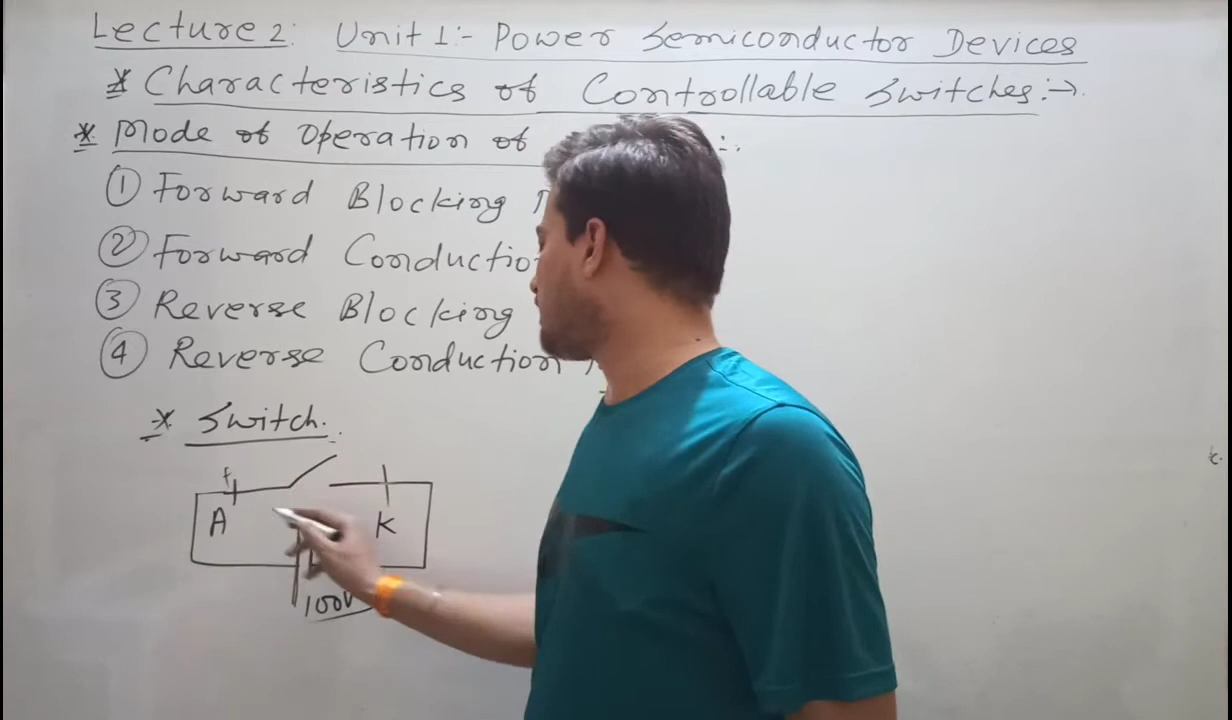 Lecture 2: Unit 1:- Power Semiconductor Devices
* Characteristics of Controllable Switches:→
* Mode of Operation of
① Forward Blocking
② Forward Conductio
③ Reverse Blocking
④ Reverse Conduction
* Switch.
+
A K
100V